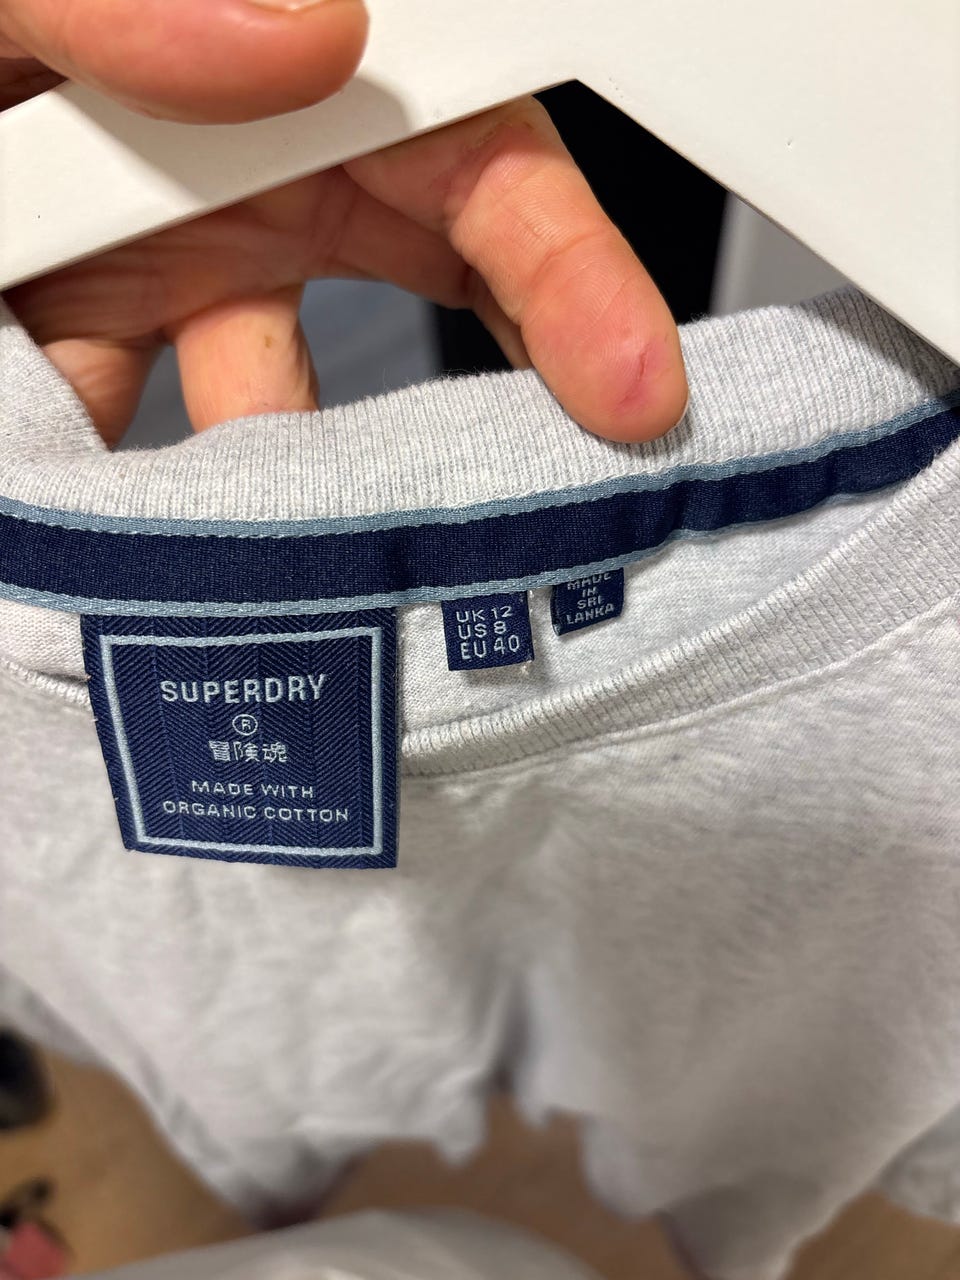 SUPERDRY
®
冒険魂
MADE WITH
ORGANIC COTTON
UK 12
US 8
EU 40
MADE
IN
SRI
LANKA